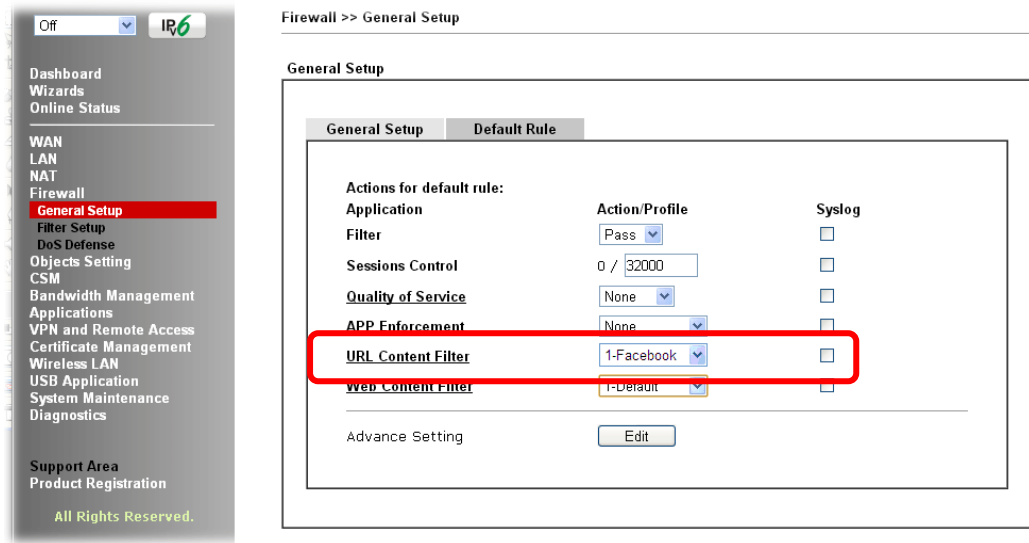 Off IPv6
Dashboard
Wizards
Online Status
WAN
LAN
NAT
Firewall
General Setup
Filter Setup
DoS Defense
Objects Setting
CSM
Bandwidth Management
Applications
VPN and Remote Access
Certificate Management
Wireless LAN
USB Application
System Maintenance
Diagnostics
Support Area
Product Registration
All Rights Reserved.
Firewall >> General Setup
General Setup
General Setup Default Rule
Actions for default rule:
Application Action/Profile Syslog
Filter Pass
Sessions Control 0 / 32000
Quality of Service None
APP Enforcement None
URL Content Filter 1-Facebook
Web Content Filter 1-Default
Advance Setting Edit